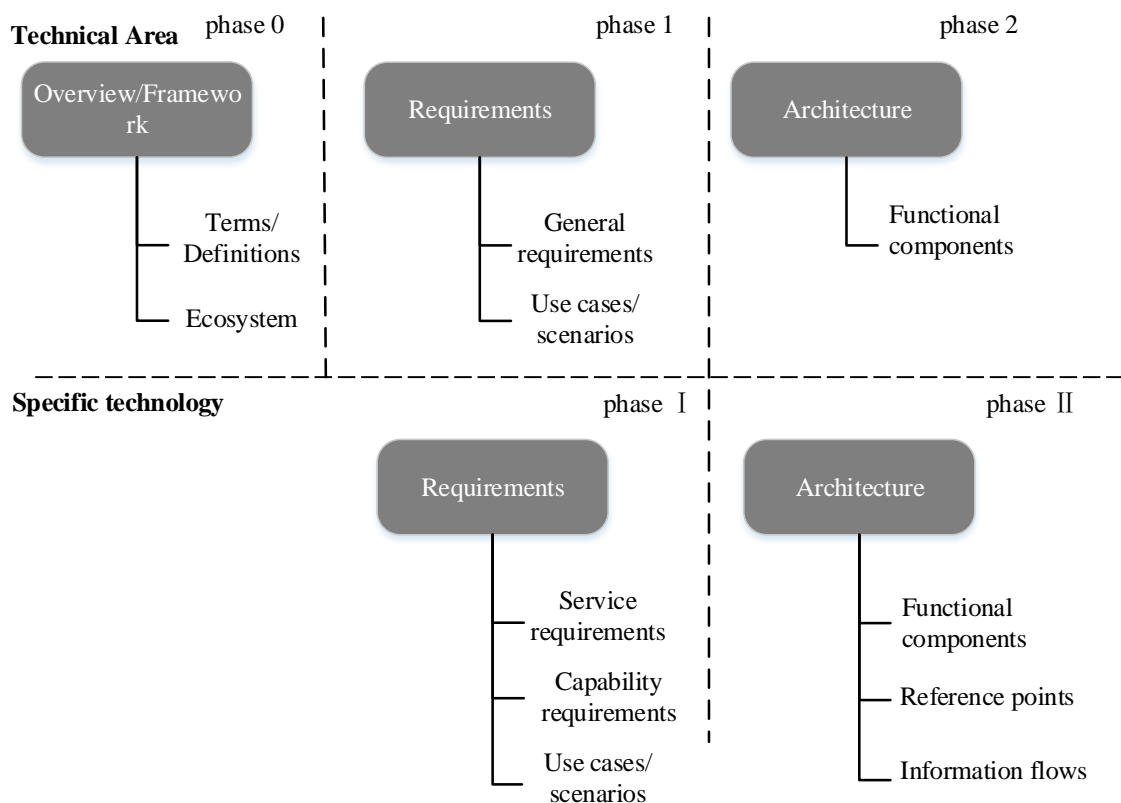 Technical Area
phase 0
phase 1
phase 2
Overview/Framewo
rk
Requirements
Architecture
Terms/
Definitions
Ecosystem
General
requirements
Use cases/
scenarios
Functional
components
Specific technology
phase Ⅰ
phase Ⅱ
Requirements
Architecture
Service
requirements
Capability
requirements
Use cases/
scenarios
Functional
components
Reference points
Information flows